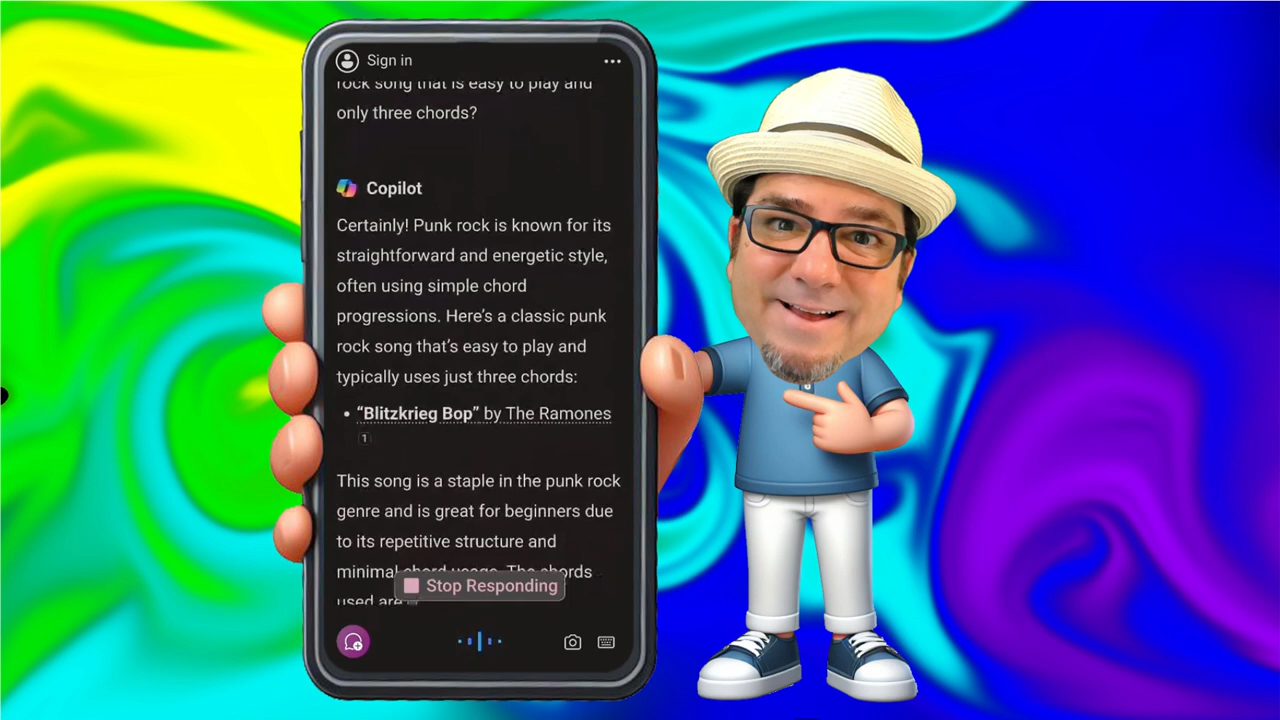 Sign in
rock song that is easy to play and
only three chords?
Copilot
Certainly! Punk rock is known for its
straightforward and energetic style,
often using simple chord
progressions. Here's a classic punk
rock song that's easy to play and
typically uses just three chords:
• “Blitzkrieg Bop” by The Ramones
1
This song is a staple in the punk rock
genre and is great for beginners due
to its repetitive structure and
minimal chord usage. The chords
used are
Stop Responding